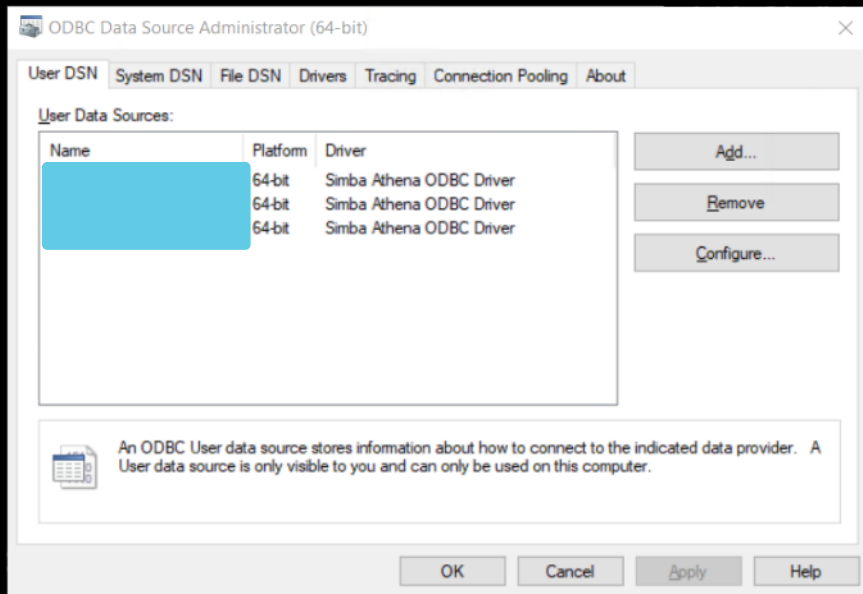 ODBC Data Source Administrator (64-bit)
User DSN System DSN File DSN Drivers Tracing Connection Pooling About
User Data Sources:
Name Platform Driver
64-bit Simba Athena ODBC Driver
64-bit Simba Athena ODBC Driver
64-bit Simba Athena ODBC Driver
Add...
Remove
Configure...
An ODBC User data source stores information about how to connect to the indicated data provider. A
User data source is only visible to you and can only be used on this computer.
OK Cancel Apply Help